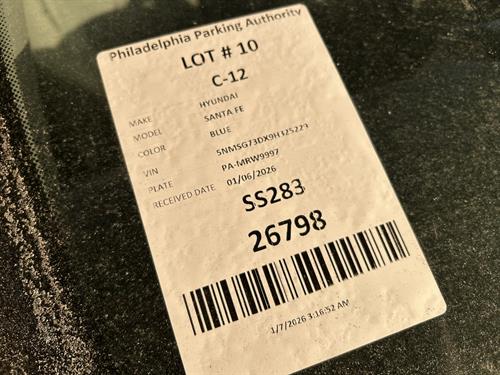 Philadelphia Parking Authority
LOT # 10
C-12
MAKE HYUNDAI
MODEL SANTA FE
COLOR BLUE
VIN 5NMSG73DX9H325229
PLATE PA-MRW9997
RECEIVED DATE 01/06/2026
SS283
26798
1/7/2026 3:16:52 AM